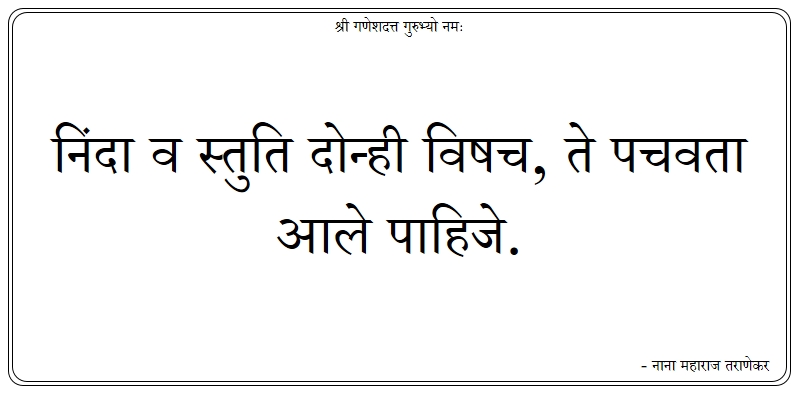 श्री गणेशदत्त गुरुभ्यो नमः
निंदा व स्तुति दोन्ही विषच, ते पचवता
आले पाहिजे.
- नाना महाराज तराणेकर